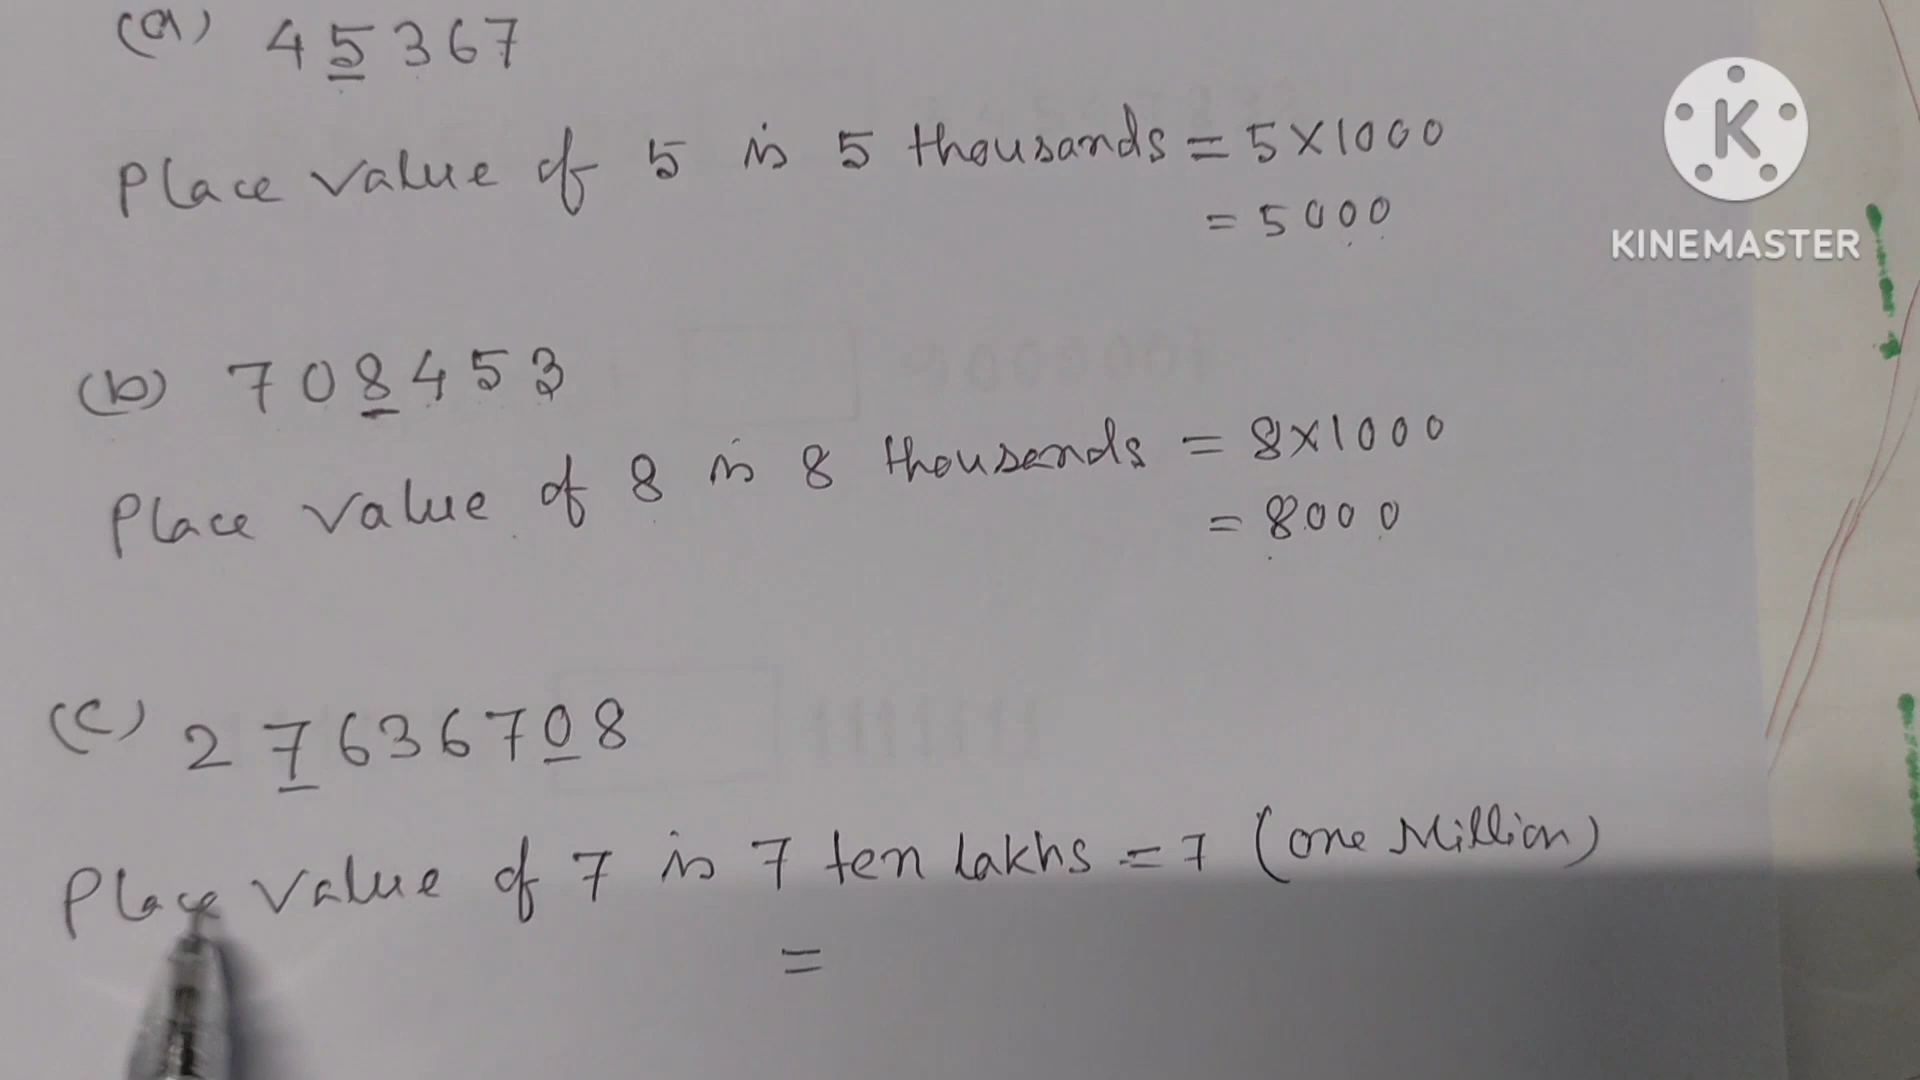 (a) 45367
Place value of 5 is 5 thousands = 5×1000
= 5000
K
KINEMASTER
(b) 708453
Place value of 8 is 8 thousands = 8×1000
= 8000
(c) 27636708
Place value of 7 is 7 ten lakhs = 7 (one Million)
=